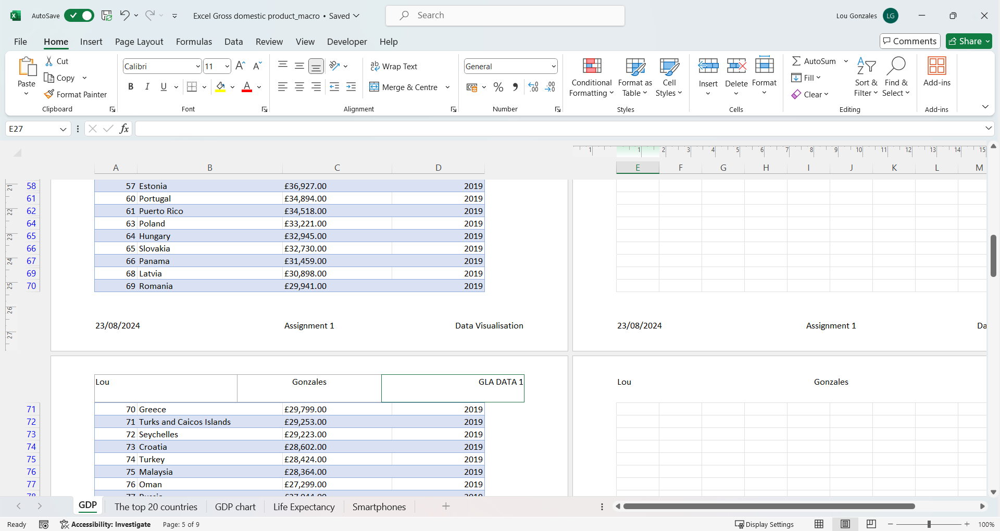 AutoSave
Excel Gross domestic product_macro • Saved
Search
Lou Gonzales
LG
File Home Insert Page Layout Formulas Data Review View Developer Help
Comments Share
Paste
Cut
Copy
Format Painter
Clipboard
Calibri 11
B I U
Font
Wrap Text
Merge & Centre
Alignment
General
Number
Conditional Formatting
Format as Table
Cell Styles
Styles
Insert Delete Format
Cells
AutoSum
Fill
Clear
Sort & Filter
Find & Select
Editing
Add-ins
Add-ins
E27
fx
1 1 2 3 4 5 6 7 8 9 10 11 12 13 14 15
A B C D E F G H I J K L M
21 22 23 24 25 26 27
58 57 Estonia £36,927.00 2019
61 60 Portugal £34,894.00 2019
62 61 Puerto Rico £34,518.00 2019
64 63 Poland £33,221.00 2019
65 64 Hungary £32,945.00 2019
66 65 Slovakia £32,730.00 2019
67 66 Panama £31,459.00 2019
69 68 Latvia £30,898.00 2019
70 69 Romania £29,941.00 2019
23/08/2024 Assignment 1 Data Visualisation 23/08/2024 Assignment 1 Da
Lou Gonzales GLA DATA 1 Lou Gonzales
71 70 Greece £29,799.00 2019
72 71 Turks and Caicos Islands £29,253.00 2019
73 72 Seychelles £29,223.00 2019
74 73 Croatia £28,602.00 2019
75 74 Turkey £28,424.00 2019
76 75 Malaysia £28,364.00 2019
77 76 Oman £27,299.00 2019
GDP The top 20 countries GDP chart Life Expectancy Smartphones
Ready Accessibility: Investigate Page: 5 of 9 Display Settings 100%